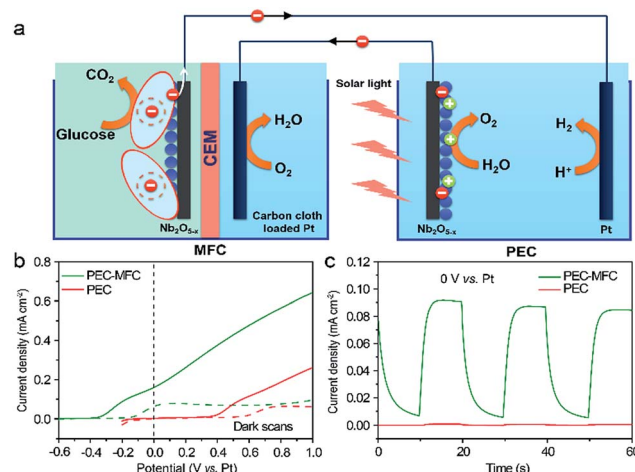 a
CO2
Glucose
Nb2O5-x
CEM
H2O
O2
Carbon cloth
loaded Pt
MFC
Solar light
Nb2O5-x
O2
H2O
H2
H+
Pt
PEC
b
Current density (mA cm-2)
0.8
0.6
0.4
0.2
0.0
PEC-MFC
PEC
Dark scans
-0.6 -0.4 -0.2 0.0 0.2 0.4 0.6 0.8 1.0
Potential (V vs. Pt)
c
Current density (mA cm-2)
0.12
0.10
0.08
0.06
0.04
0.02
0.00
0 V vs. Pt
PEC-MFC
PEC
0 20 40 60
Time (s)